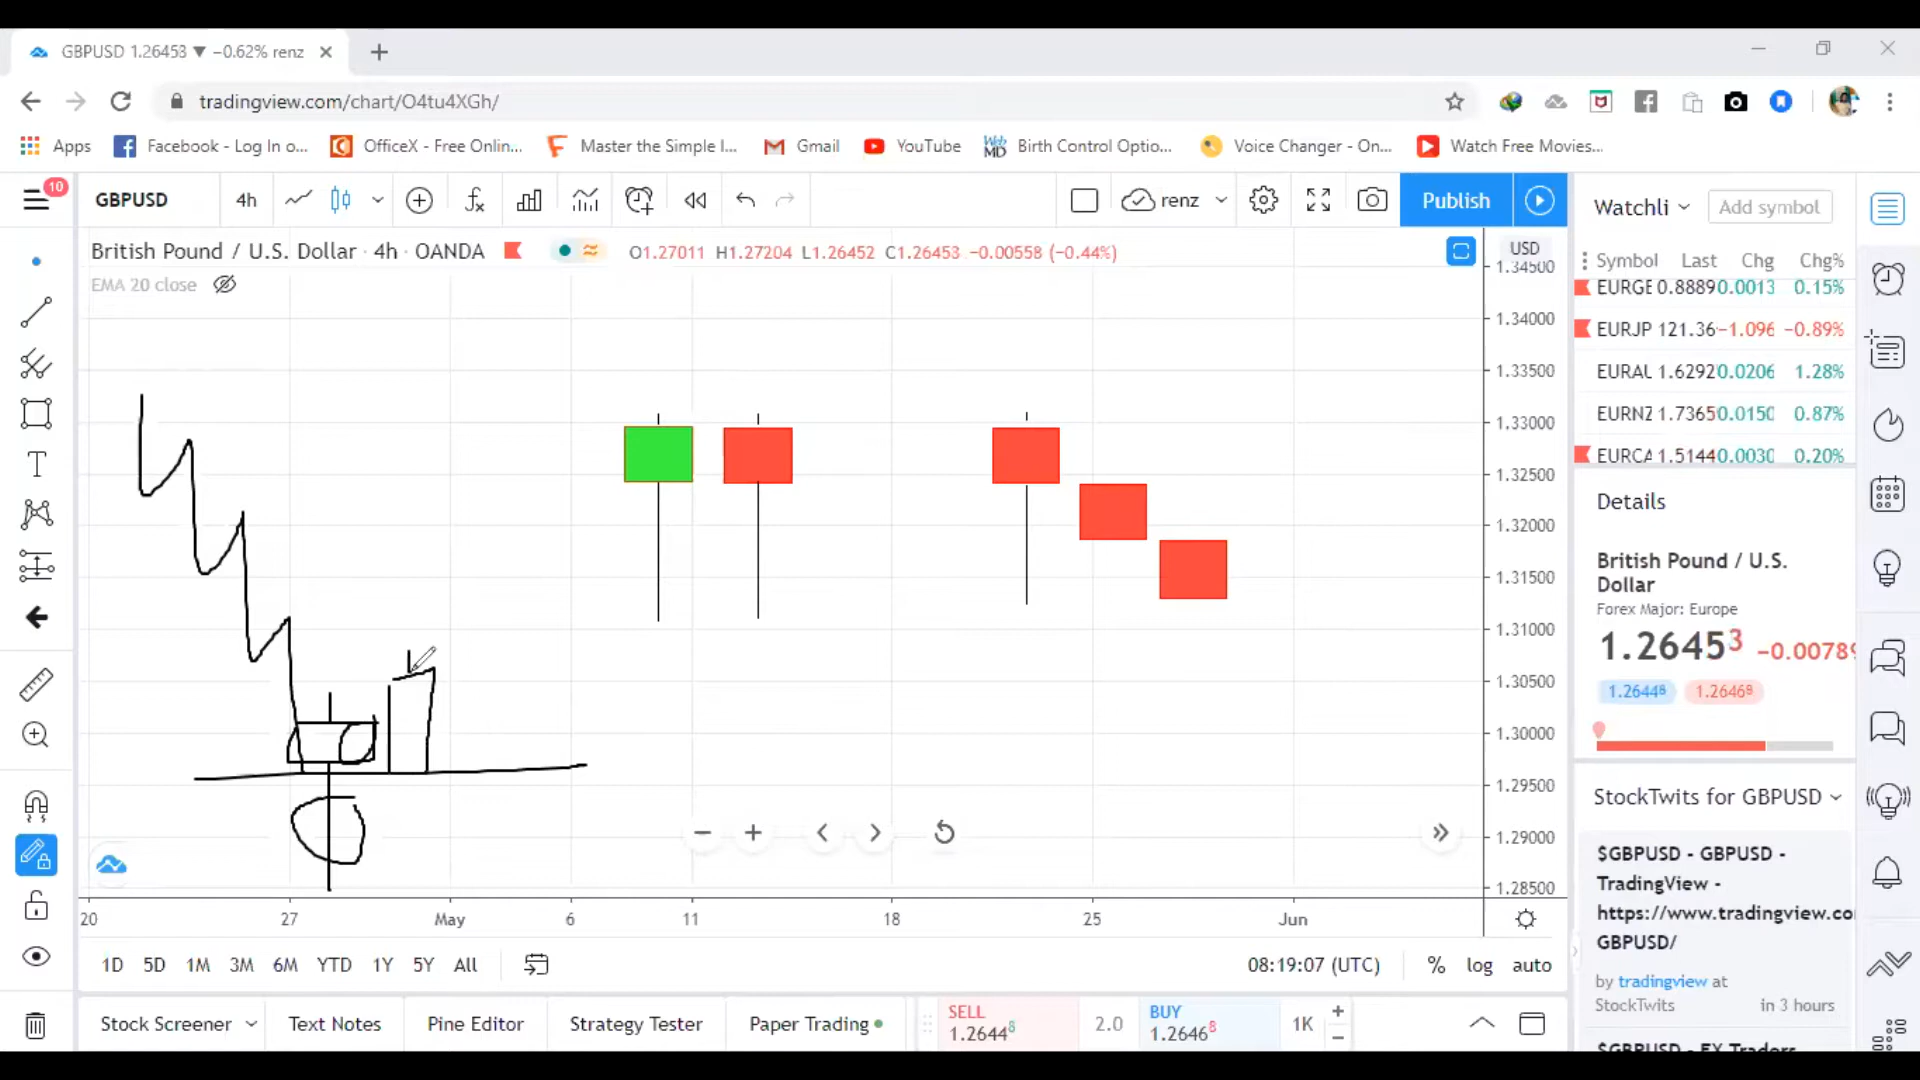 GBPUSD 1.26453 ▼ −0.62% renz
tradingview.com/chart/O4tu4XGh/
Apps Facebook - Log In o... OfficeX - Free Onlin... Master the Simple I... Gmail YouTube Birth Control Optio... Voice Changer - On... Watch Free Movies...
10
GBPUSD 4h renz Publish
Watchli Add symbol
British Pound / U.S. Dollar · 4h · OANDA O1.27011 H1.27204 L1.26452 C1.26453 −0.00558 (−0.44%)
EMA 20 close
USD
1.34500
1.34000
1.33500
1.33000
1.32500
1.32000
1.31500
1.31000
1.30500
1.30000
1.29500
1.29000
1.28500
20 27 May 6 11 18 25 Jun
1D 5D 1M 3M 6M YTD 1Y 5Y All 08:19:07 (UTC) % log auto
Stock Screener Text Notes Pine Editor Strategy Tester Paper Trading
SELL
1.26448
2.0
BUY
1.26468
1K
Symbol Last Chg Chg%
EURGE 0.8889 0.0013 0.15%
EURJP 121.36 −1.096 −0.89%
EURAL 1.6292 0.0206 1.28%
EURNZ 1.7365 0.0150 0.87%
EURCA 1.5144 0.0030 0.20%
Details
British Pound / U.S.
Dollar
Forex Major: Europe
1.26453 −0.00789
1.26448 1.26468
StockTwits for GBPUSD
$GBPUSD - GBPUSD -
TradingView -
https://www.tradingview.co
GBPUSD/
by tradingview at
StockTwits in 3 hours
$GBPUSD - FX Traders